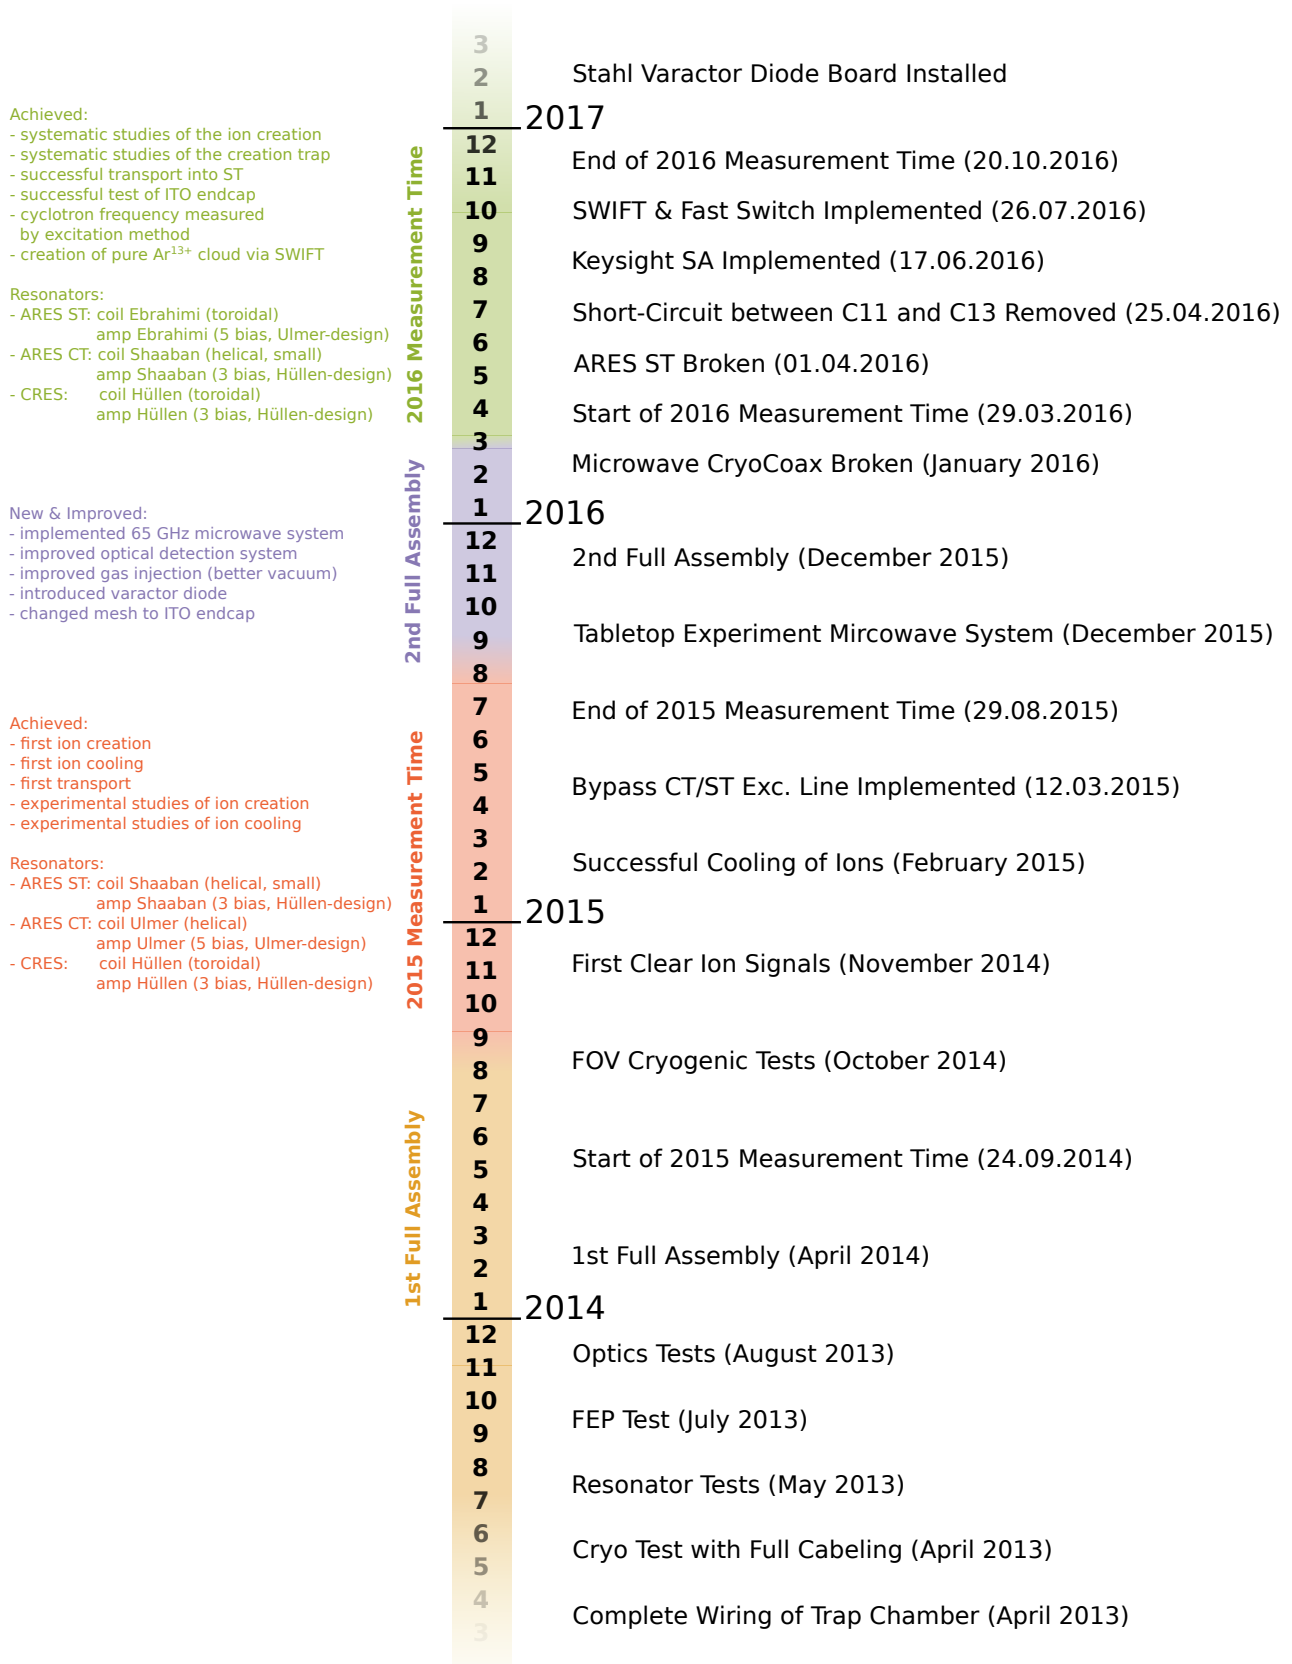 3
2
1
2017
12
11
10
9
8
7
6
5
4
3
2
1
2016
12
11
10
9
8
7
6
5
4
3
2
1
2015
12
11
10
9
8
7
6
5
4
3
2
1
2014
12
11
10
9
8
7
6
5
4
3
Stahl Varactor Diode Board Installed
End of 2016 Measurement Time (20.10.2016)
SWIFT & Fast Switch Implemented (26.07.2016)
Keysight SA Implemented (17.06.2016)
Short-Circuit between C11 and C13 Removed (25.04.2016)
ARES ST Broken (01.04.2016)
Start of 2016 Measurement Time (29.03.2016)
Microwave CryoCoax Broken (January 2016)
2nd Full Assembly (December 2015)
Tabletop Experiment Mircowave System (December 2015)
End of 2015 Measurement Time (29.08.2015)
Bypass CT/ST Exc. Line Implemented (12.03.2015)
Successful Cooling of Ions (February 2015)
First Clear Ion Signals (November 2014)
FOV Cryogenic Tests (October 2014)
Start of 2015 Measurement Time (24.09.2014)
1st Full Assembly (April 2014)
Optics Tests (August 2013)
FEP Test (July 2013)
Resonator Tests (May 2013)
Cryo Test with Full Cabeling (April 2013)
Complete Wiring of Trap Chamber (April 2013)
2016 Measurement Time
Achieved:
- systematic studies of the ion creation
- systematic studies of the creation trap
- successful transport into ST
- successful test of ITO endcap
- cyclotron frequency measured
by excitation method
- creation of pure Ar¹³⁺ cloud via SWIFT
Resonators:
- ARES ST: coil Ebrahimi (toroidal)
amp Ebrahimi (5 bias, Ulmer-design)
- ARES CT: coil Shaaban (helical, small)
amp Shaaban (3 bias, Hüllen-design)
- CRES: coil Hüllen (toroidal)
amp Hüllen (3 bias, Hüllen-design)
2nd Full Assembly
New & Improved:
- implemented 65 GHz microwave system
- improved optical detection system
- improved gas injection (better vacuum)
- introduced varactor diode
- changed mesh to ITO endcap
2015 Measurement Time
Achieved:
- first ion creation
- first ion cooling
- first transport
- experimental studies of ion creation
- experimental studies of ion cooling
Resonators:
- ARES ST: coil Shaaban (helical, small)
amp Shaaban (3 bias, Hüllen-design)
- ARES CT: coil Ulmer (helical)
amp Ulmer (5 bias, Ulmer-design)
- CRES: coil Hüllen (toroidal)
amp Hüllen (3 bias, Hüllen-design)
1st Full Assembly